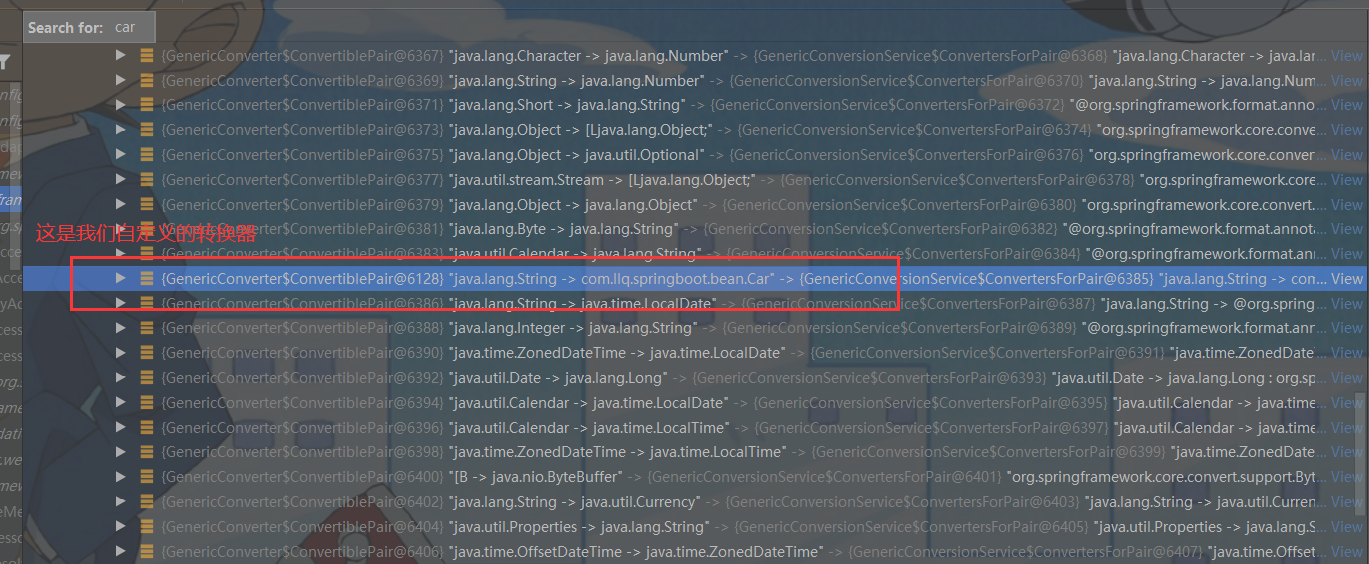 Search for: car
{GenericConverter$ConvertiblePair@6367} "java.lang.Character -> java.lang.Number" -> {GenericConversionService$ConvertersForPair@6368} "java.lang.Character -> java.lar... View
{GenericConverter$ConvertiblePair@6369} "java.lang.String -> java.lang.Number" -> {GenericConversionService$ConvertersForPair@6370} "java.lang.String -> java.lang.Num... View
{GenericConverter$ConvertiblePair@6371} "java.lang.Short -> java.lang.String" -> {GenericConversionService$ConvertersForPair@6372} "@org.springframework.format.anno... View
{GenericConverter$ConvertiblePair@6373} "java.lang.Object -> [Ljava.lang.Object;" -> {GenericConversionService$ConvertersForPair@6374} "org.springframework.core.conve... View
{GenericConverter$ConvertiblePair@6375} "java.lang.Object -> java.util.Optional" -> {GenericConversionService$ConvertersForPair@6376} "org.springframework.core.conver... View
{GenericConverter$ConvertiblePair@6377} "java.util.stream.Stream -> [Ljava.lang.Object;" -> {GenericConversionService$ConvertersForPair@6378} "org.springframework.core... View
{GenericConverter$ConvertiblePair@6379} "java.lang.Object -> java.lang.Object" -> {GenericConversionService$ConvertersForPair@6380} "org.springframework.core.convert... View
这是我们自定义的转换器
{GenericConverter$ConvertiblePair@6381} "java.lang.Byte -> java.lang.String" -> {GenericConversionService$ConvertersForPair@6382} "@org.springframework.format.annot... View
{GenericConverter$ConvertiblePair@6383} "java.util.Calendar -> java.lang.String" -> {GenericConversionService$ConvertersForPair@6384} "@org.springframework.format.an... View
{GenericConverter$ConvertiblePair@6128} "java.lang.String -> com.llq.springboot.bean.Car" -> {GenericConversionService$ConvertersForPair@6385} "java.lang.String -> con... View
{GenericConverter$ConvertiblePair@6386} "java.lang.String -> java.time.LocalDate" -> {GenericConversionService$ConvertersForPair@6387} "java.lang.String -> @org.spring... View
{GenericConverter$ConvertiblePair@6388} "java.lang.Integer -> java.lang.String" -> {GenericConversionService$ConvertersForPair@6389} "@org.springframework.format.ann... View
{GenericConverter$ConvertiblePair@6390} "java.time.ZonedDateTime -> java.time.LocalDate" -> {GenericConversionService$ConvertersForPair@6391} "java.time.ZonedDate... View
{GenericConverter$ConvertiblePair@6392} "java.util.Date -> java.lang.Long" -> {GenericConversionService$ConvertersForPair@6393} "java.util.Date -> java.lang.Long : org.sp... View
{GenericConverter$ConvertiblePair@6394} "java.util.Calendar -> java.time.LocalDate" -> {GenericConversionService$ConvertersForPair@6395} "java.util.Calendar -> java.time... View
{GenericConverter$ConvertiblePair@6396} "java.util.Calendar -> java.time.LocalTime" -> {GenericConversionService$ConvertersForPair@6397} "java.util.Calendar -> java.time... View
{GenericConverter$ConvertiblePair@6398} "java.time.ZonedDateTime -> java.time.LocalTime" -> {GenericConversionService$ConvertersForPair@6399} "java.time.ZonedDate... View
{GenericConverter$ConvertiblePair@6400} "[B -> java.nio.ByteBuffer" -> {GenericConversionService$ConvertersForPair@6401} "org.springframework.core.convert.support.Byt... View
{GenericConverter$ConvertiblePair@6402} "java.lang.String -> java.util.Currency" -> {GenericConversionService$ConvertersForPair@6403} "java.lang.String -> java.util.Curren... View
{GenericConverter$ConvertiblePair@6404} "java.util.Properties -> java.lang.String" -> {GenericConversionService$ConvertersForPair@6405} "java.util.Properties -> java.lang.S... View
{GenericConverter$ConvertiblePair@6406} "java.time.OffsetDateTime -> java.time.ZonedDateTime" -> {GenericConversionService$ConvertersForPair@6407} "java.time.Offset... View